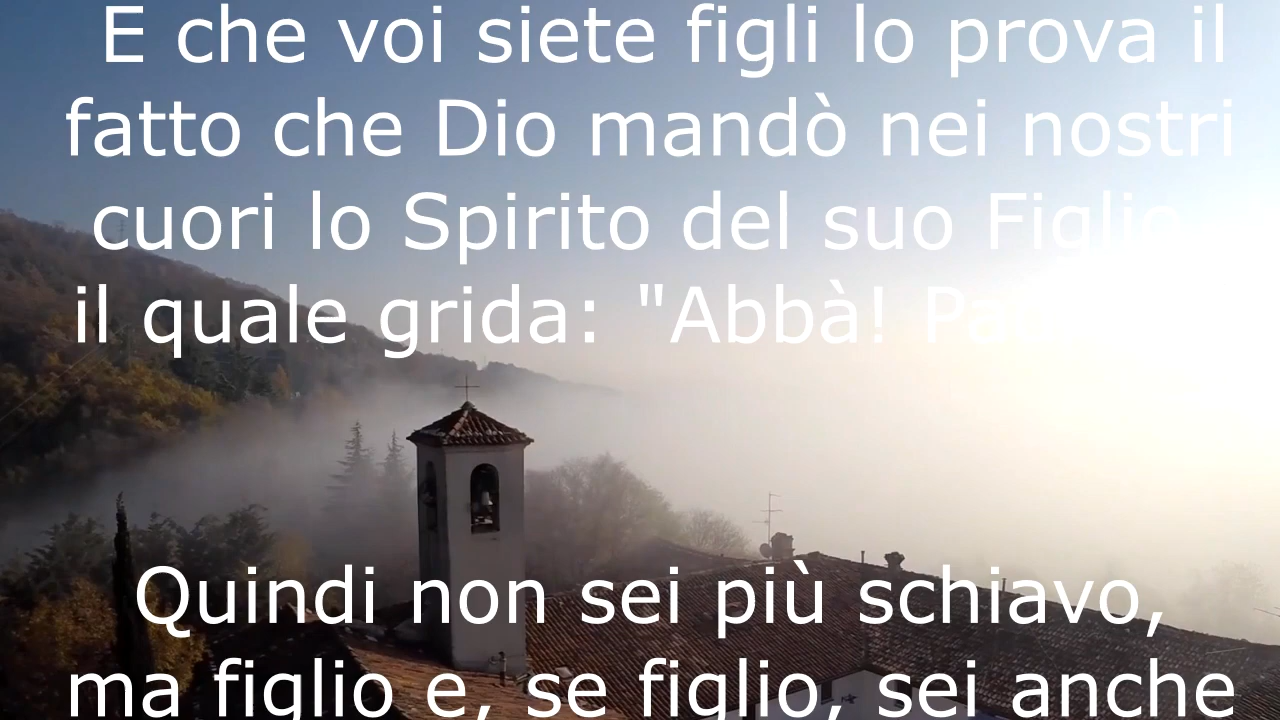 E che voi siete figli lo prova il
fatto che Dio mandò nei nostri
cuori lo Spirito del suo Figlio
il quale grida: "Abbà!
Quindi non sei più schiavo,
ma figlio e, se figlio, sei anche